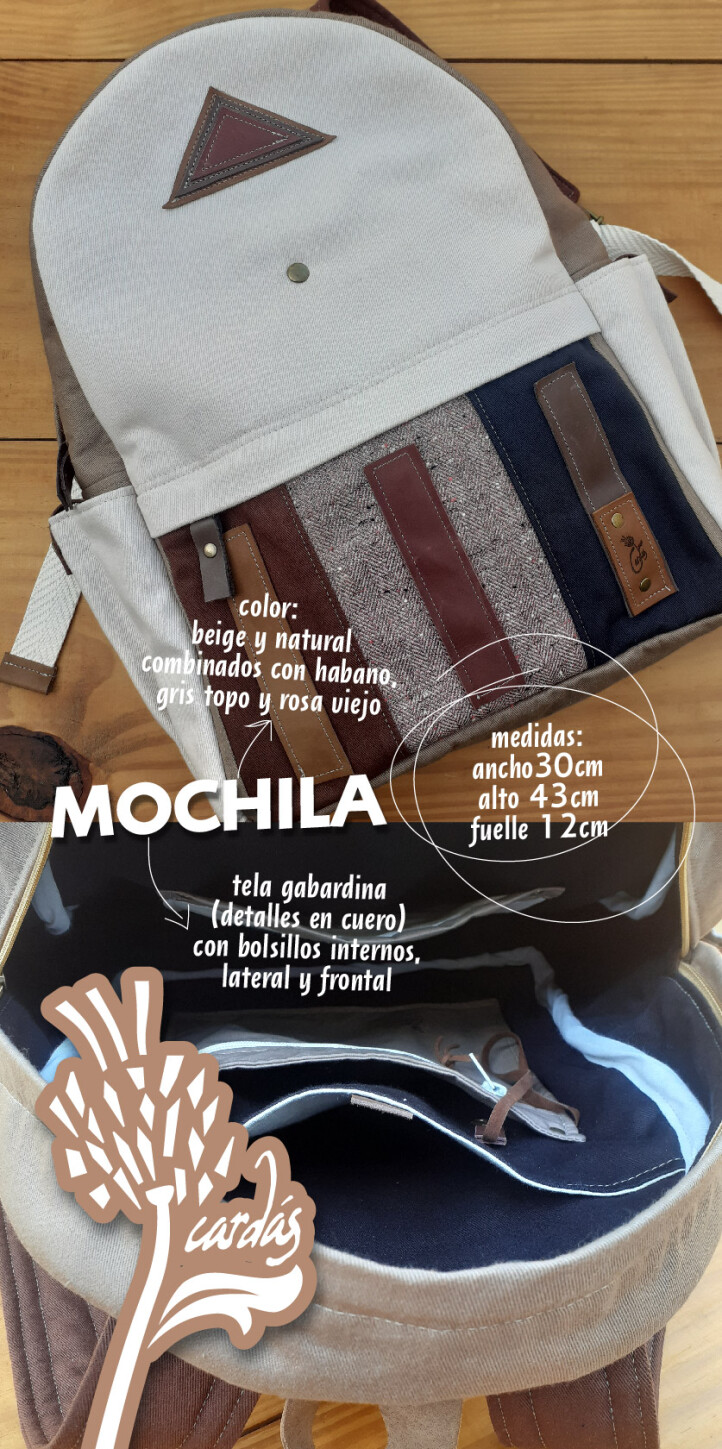 color:
beige y natural
combinados con habano,
gris topo y rosa viejo
medidas:
ancho30cm
alto 43cm
fuelle 12cm
MOCHILA
tela gabardina
(detalles en cuero)
con bolsillos internos,
lateral y frontal
cardás